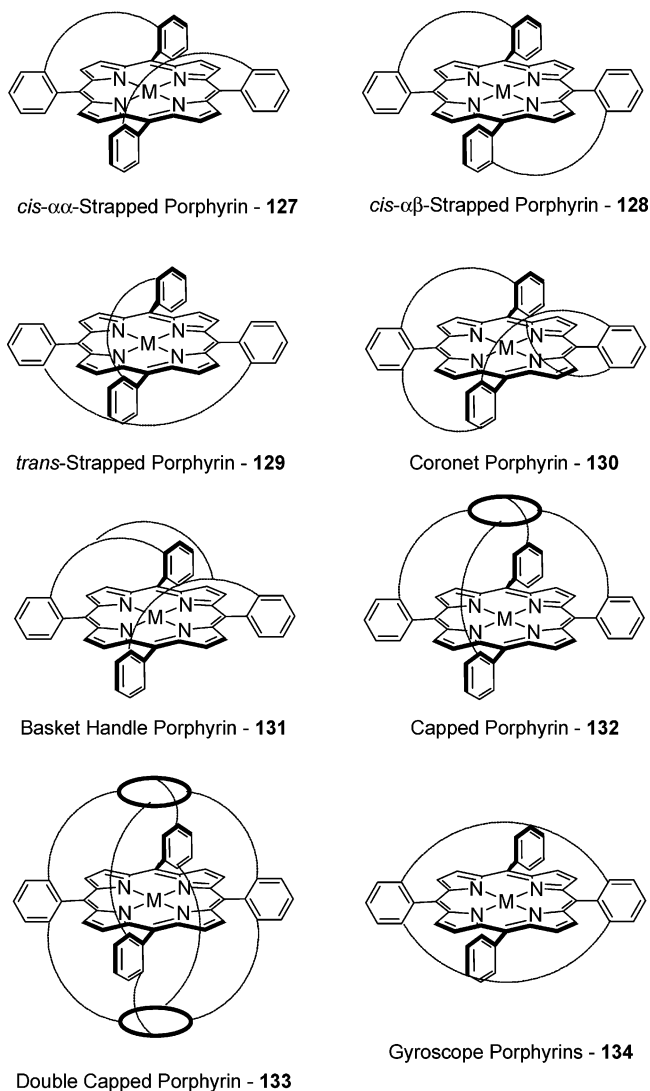 N N M N N
cis-αα-Strapped Porphyrin - 127
N N M N N
cis-αβ-Strapped Porphyrin - 128
N N M N N
trans-Strapped Porphyrin - 129
N N M N N
Coronet Porphyrin - 130
N N M N N
Basket Handle Porphyrin - 131
N N M N N
Capped Porphyrin - 132
N N M N N
Double Capped Porphyrin - 133
N N M N N
Gyroscope Porphyrins - 134